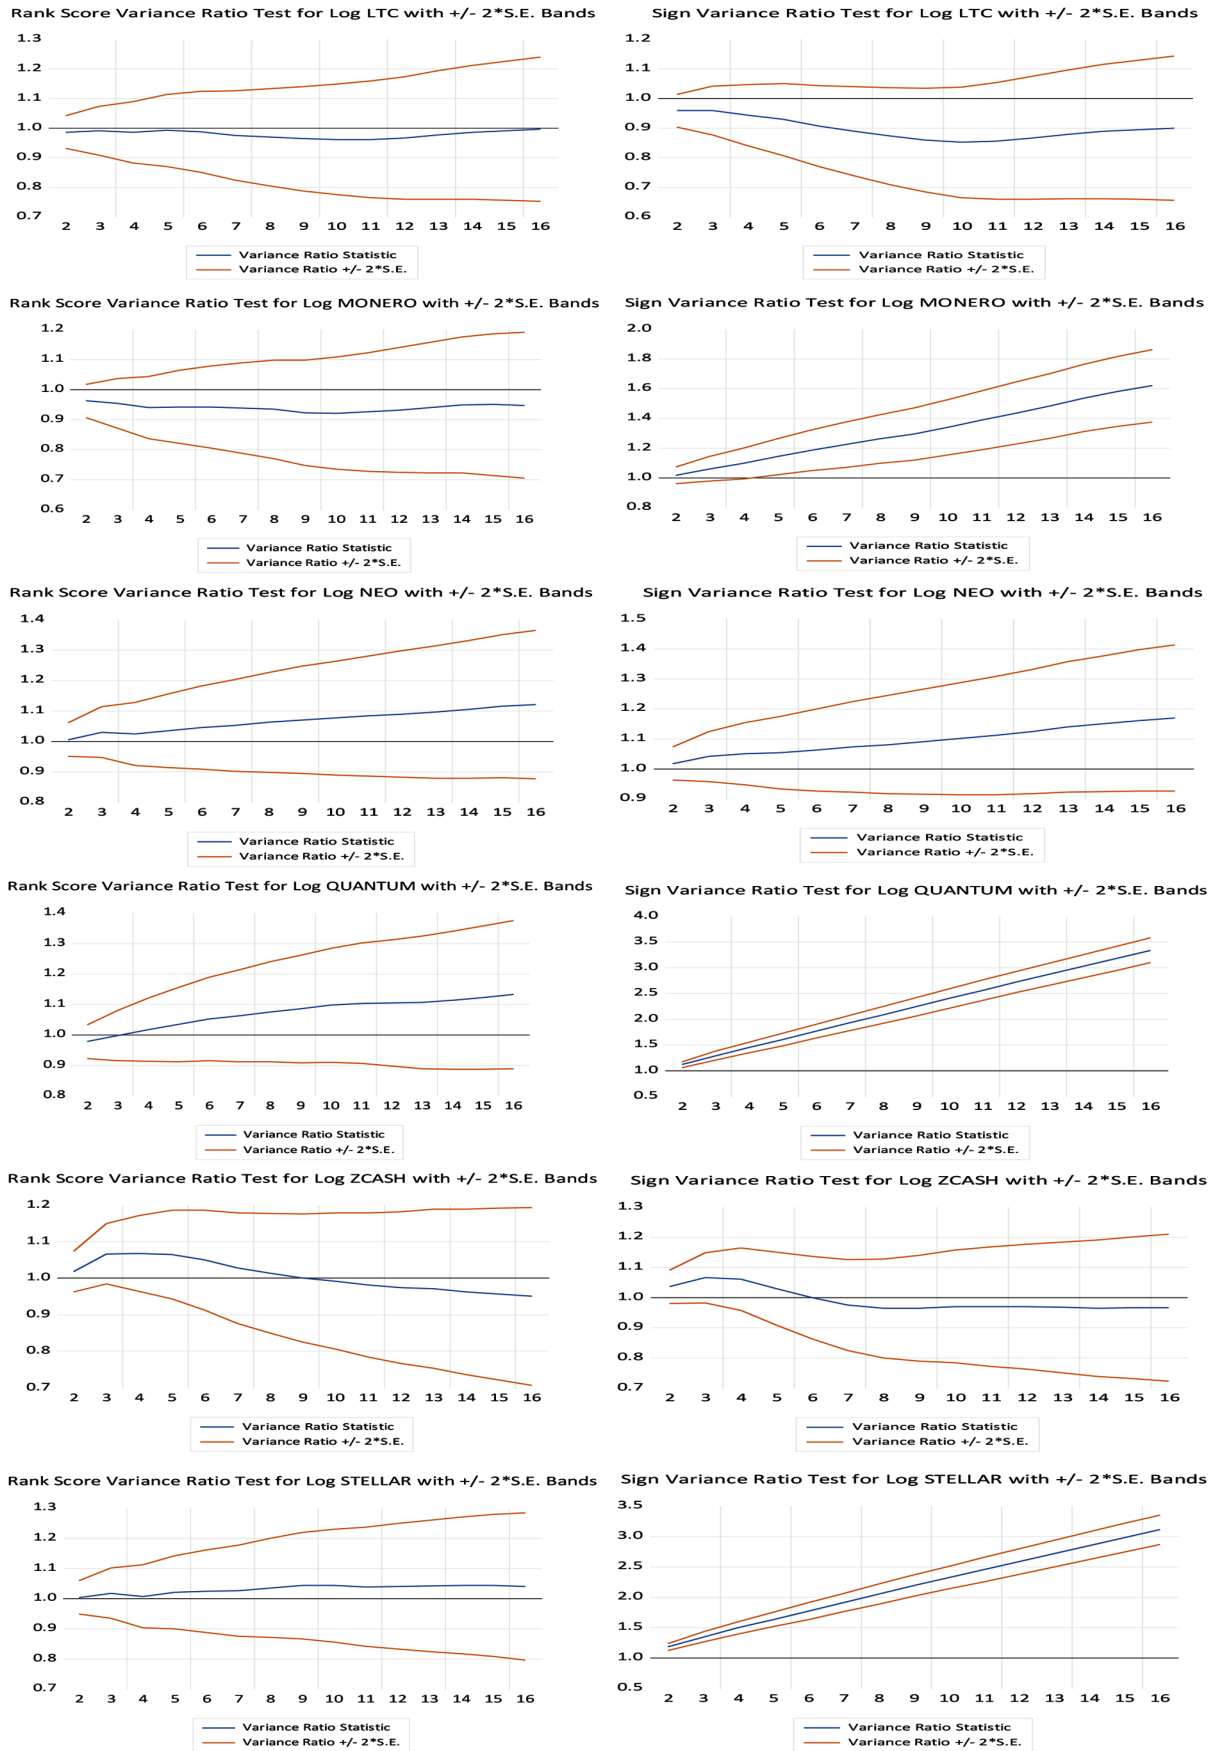 Rank Score Variance Ratio Test for Log LTC with +/- 2*S.E. Bands
1.3
1.2
1.1
1.0
0.9
0.8
0.7
2 3 4 5 6 7 8 9 10 11 12 13 14 15 16
Variance Ratio Statistic
Variance Ratio +/- 2*S.E.
Sign Variance Ratio Test for Log LTC with +/- 2*S.E. Bands
1.2
1.1
1.0
0.9
0.8
0.7
0.6
2 3 4 5 6 7 8 9 10 11 12 13 14 15 16
Variance Ratio Statistic
Variance Ratio +/- 2*S.E.
Rank Score Variance Ratio Test for Log MONERO with +/- 2*S.E. Bands
1.2
1.1
1.0
0.9
0.8
0.7
0.6
2 3 4 5 6 7 8 9 10 11 12 13 14 15 16
Variance Ratio Statistic
Variance Ratio +/- 2*S.E.
Sign Variance Ratio Test for Log MONERO with +/- 2*S.E. Bands
2.0
1.8
1.6
1.4
1.2
1.0
0.8
2 3 4 5 6 7 8 9 10 11 12 13 14 15 16
Variance Ratio Statistic
Variance Ratio +/- 2*S.E.
Rank Score Variance Ratio Test for Log NEO with +/- 2*S.E. Bands
1.4
1.3
1.2
1.1
1.0
0.9
0.8
2 3 4 5 6 7 8 9 10 11 12 13 14 15 16
Variance Ratio Statistic
Variance Ratio +/- 2*S.E.
Sign Variance Ratio Test for Log NEO with +/- 2*S.E. Bands
1.5
1.4
1.3
1.2
1.1
1.0
0.9
2 3 4 5 6 7 8 9 10 11 12 13 14 15 16
Variance Ratio Statistic
Variance Ratio +/- 2*S.E.
Rank Score Variance Ratio Test for Log QUANTUM with +/- 2*S.E. Bands
1.4
1.3
1.2
1.1
1.0
0.9
0.8
2 3 4 5 6 7 8 9 10 11 12 13 14 15 16
Variance Ratio Statistic
Variance Ratio +/- 2*S.E.
Sign Variance Ratio Test for Log QUANTUM with +/- 2*S.E. Bands
4.0
3.5
3.0
2.5
2.0
1.5
1.0
0.5
2 3 4 5 6 7 8 9 10 11 12 13 14 15 16
Variance Ratio Statistic
Variance Ratio +/- 2*S.E.
Rank Score Variance Ratio Test for Log ZCASH with +/- 2*S.E. Bands
1.2
1.1
1.0
0.9
0.8
0.7
2 3 4 5 6 7 8 9 10 11 12 13 14 15 16
Variance Ratio Statistic
Variance Ratio +/- 2*S.E.
Sign Variance Ratio Test for Log ZCASH with +/- 2*S.E. Bands
1.3
1.2
1.1
1.0
0.9
0.8
0.7
2 3 4 5 6 7 8 9 10 11 12 13 14 15 16
Variance Ratio Statistic
Variance Ratio +/- 2*S.E.
Rank Score Variance Ratio Test for Log STELLAR with +/- 2*S.E. Bands
1.3
1.2
1.1
1.0
0.9
0.8
0.7
2 3 4 5 6 7 8 9 10 11 12 13 14 15 16
Variance Ratio Statistic
Variance Ratio +/- 2*S.E.
Sign Variance Ratio Test for Log STELLAR with +/- 2*S.E. Bands
3.5
3.0
2.5
2.0
1.5
1.0
0.5
2 3 4 5 6 7 8 9 10 11 12 13 14 15 16
Variance Ratio Statistic
Variance Ratio +/- 2*S.E.